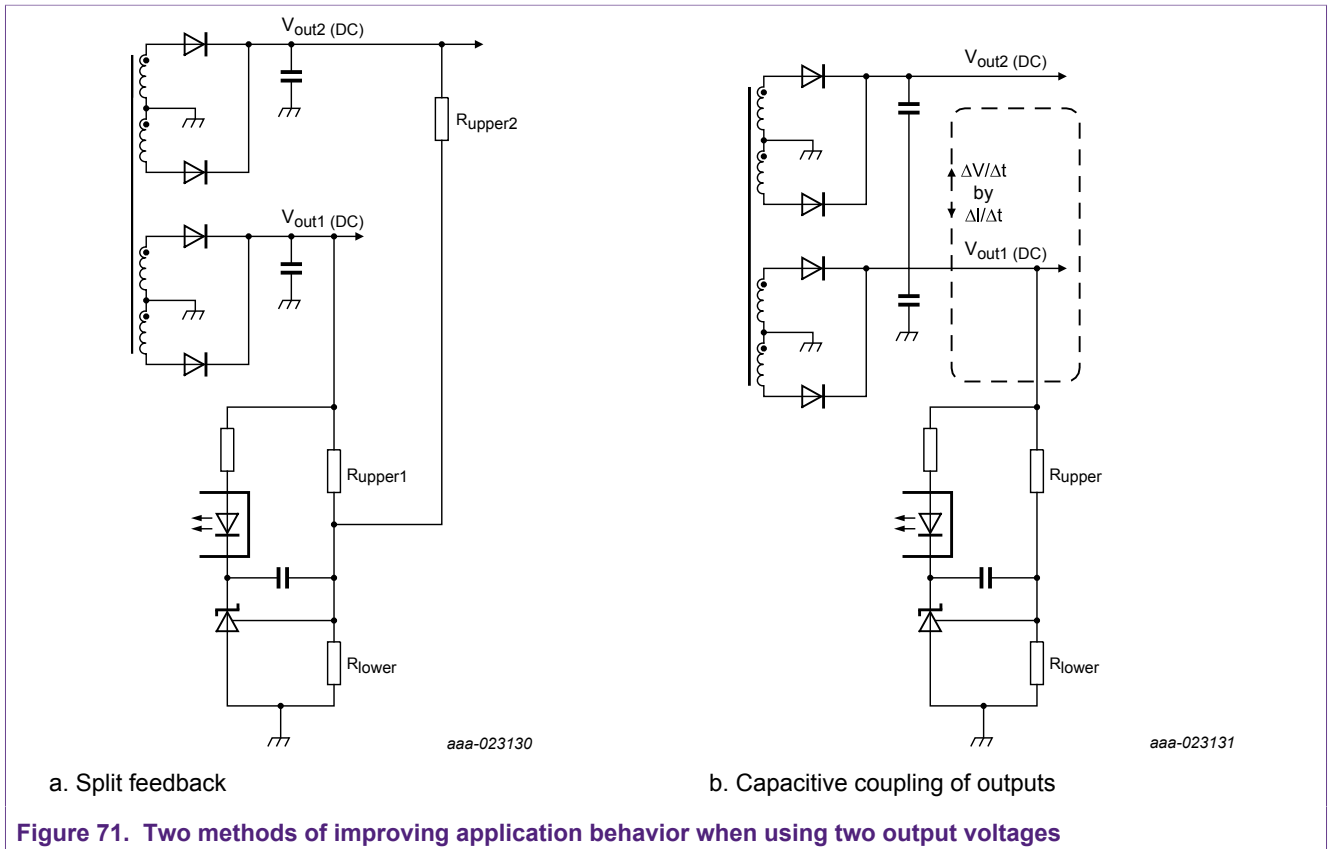 Vout2 (DC)
Rupper2
Vout1 (DC)
Rupper1
Rlower
aaa-023130
a. Split feedback
Vout2 (DC)
ΔV/Δt
by
ΔI/Δt
Vout1 (DC)
Rupper
Rlower
aaa-023131
b. Capacitive coupling of outputs
Figure 71. Two methods of improving application behavior when using two output voltages